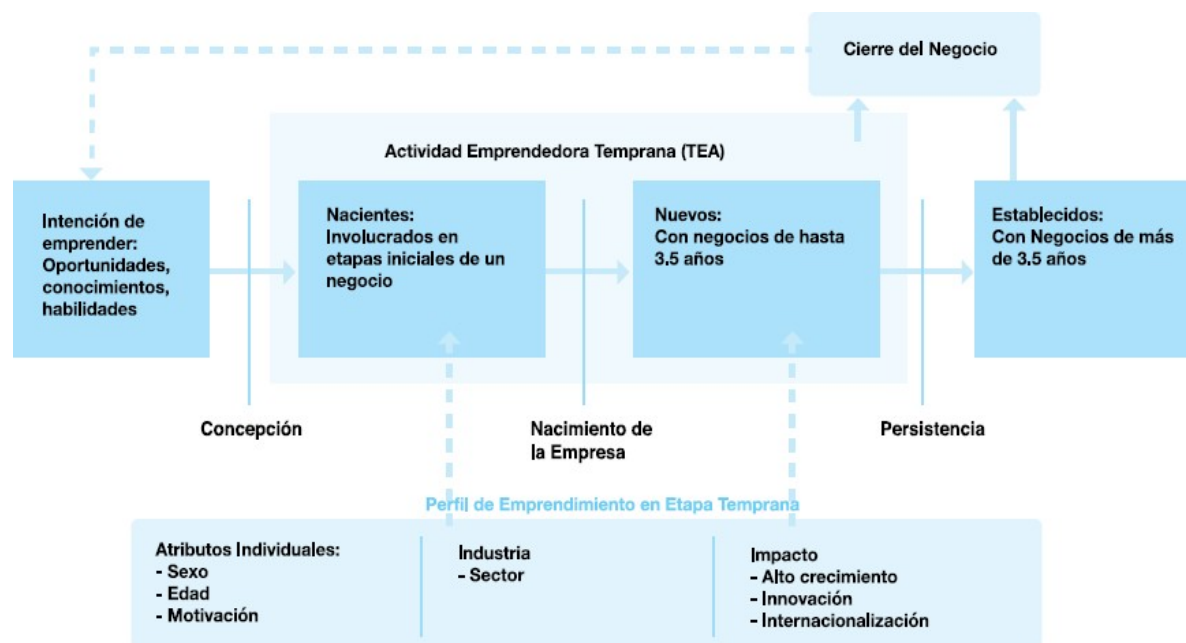 Cierre del Negocio
Actividad Emprendedora Temprana (TEA)
Intención de
emprender:
Oportunidades,
conocimientos,
habilidades
Nacientes:
Involucrados en
etapas iniciales de un
negocio
Nuevos:
Con negocios de hasta
3.5 años
Establecidos:
Con Negocios de más
de 3.5 años
Concepción
Nacimiento de
la Empresa
Persistencia
Perfil de Emprendimiento en Etapa Temprana
Atributos Individuales:
- Sexo
- Edad
- Motivación
Industria
- Sector
Impacto
- Alto crecimiento
- Innovación
- Internacionalización